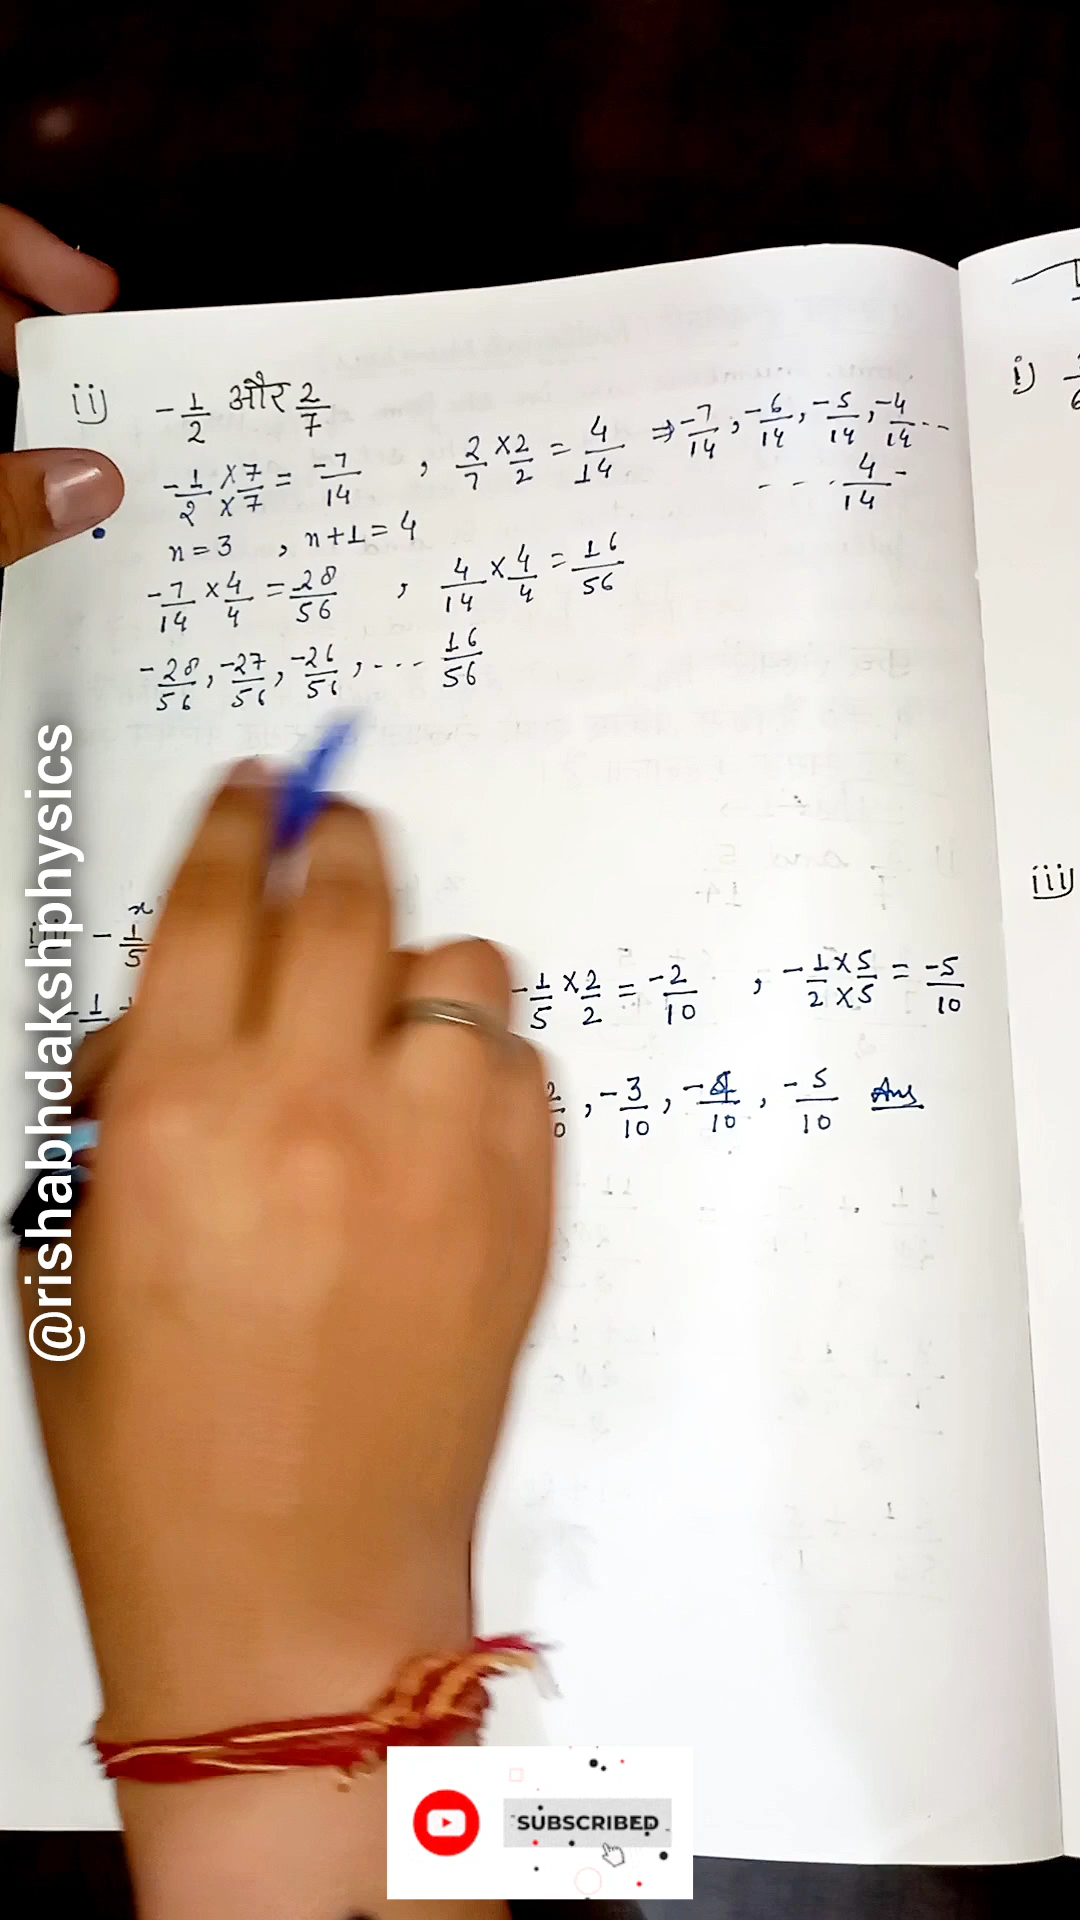 ii) -1/2 और 2/7
-1/2 ×7/×7 = -7/14 , 2/7 × 2/2 = 4/14 ⇒ -7/14, -6/14, -5/14, -4/14 ...
---- 4/14 -
n=3 , n+1=4
-7/14 × 4/4 = -28/56 , 4/14 × 4/4 = 16/56
-28/56, -27/56, -26/56, --- 16/56
-1/5
x
-1/5 × 2/2 = -2/10 , -1/2 × 5/×5 = -5/10
, -3/10, -4/10, -5/10 Ans
i)
iii)
@rishabhdakshphysics
SUBSCRIBED